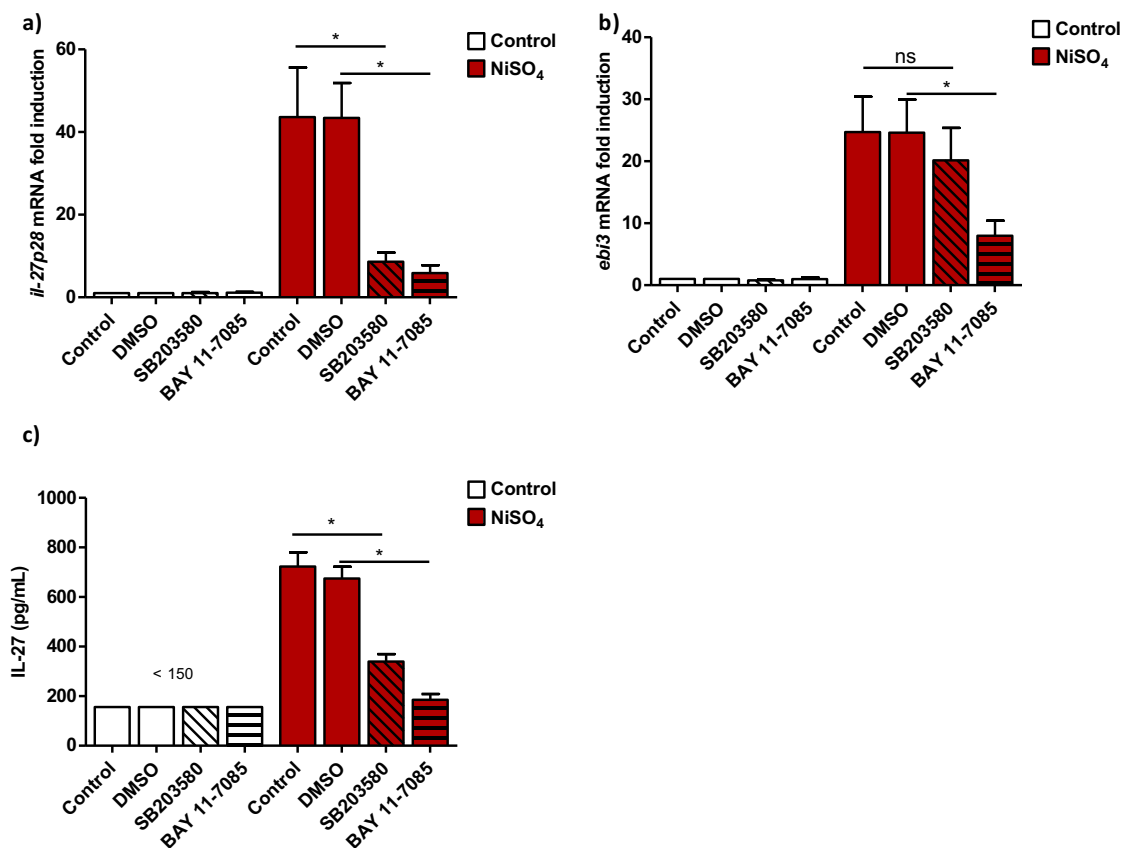 a)
Control
NiSO₄
il-27p28 mRNA fold induction
60
40
20
0
*
*
Control
DMSO
SB203580
BAY 11-7085
Control
DMSO
SB203580
BAY 11-7085
b)
Control
NiSO₄
ebi3 mRNA fold induction
40
30
20
10
0
ns
*
Control
DMSO
SB203580
BAY 11-7085
Control
DMSO
SB203580
BAY 11-7085
c)
Control
NiSO₄
IL-27 (pg/mL)
1000
800
600
400
200
0
< 150
*
*
Control
DMSO
SB203580
BAY 11-7085
Control
DMSO
SB203580
BAY 11-7085